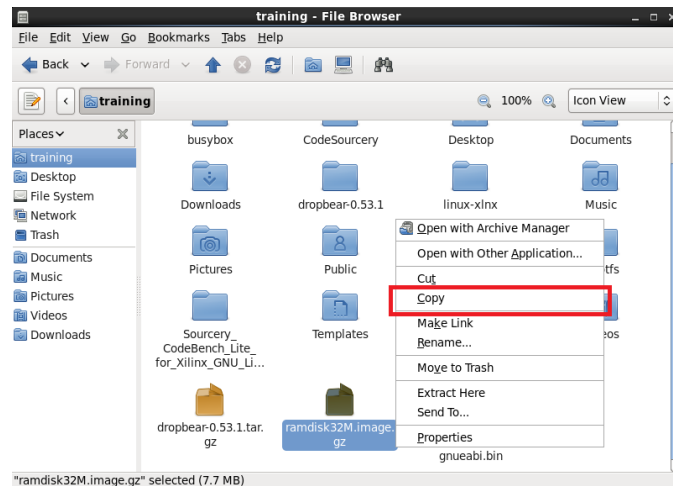 training - File Browser
File Edit View Go Bookmarks Tabs Help
Back Forward
training 100% Icon View
Places
training
Desktop
File System
Network
Trash
Documents
Music
Pictures
Videos
Downloads
busybox CodeSourcery Desktop Documents
Downloads dropbear-0.53.1 linux-xlnx Music
Pictures Public tfs
Sourcery_
CodeBench_Lite_
for_Xilinx_GNU_Li...
Templates eos
dropbear-0.53.1.tar.
gz
ramdisk32M.image.
gz
gnueabi.bin
Open with Archive Manager
Open with Other Application...
Cut
Copy
Make Link
Rename...
Move to Trash
Extract Here
Send To...
Properties
"ramdisk32M.image.gz" selected (7.7 MB)